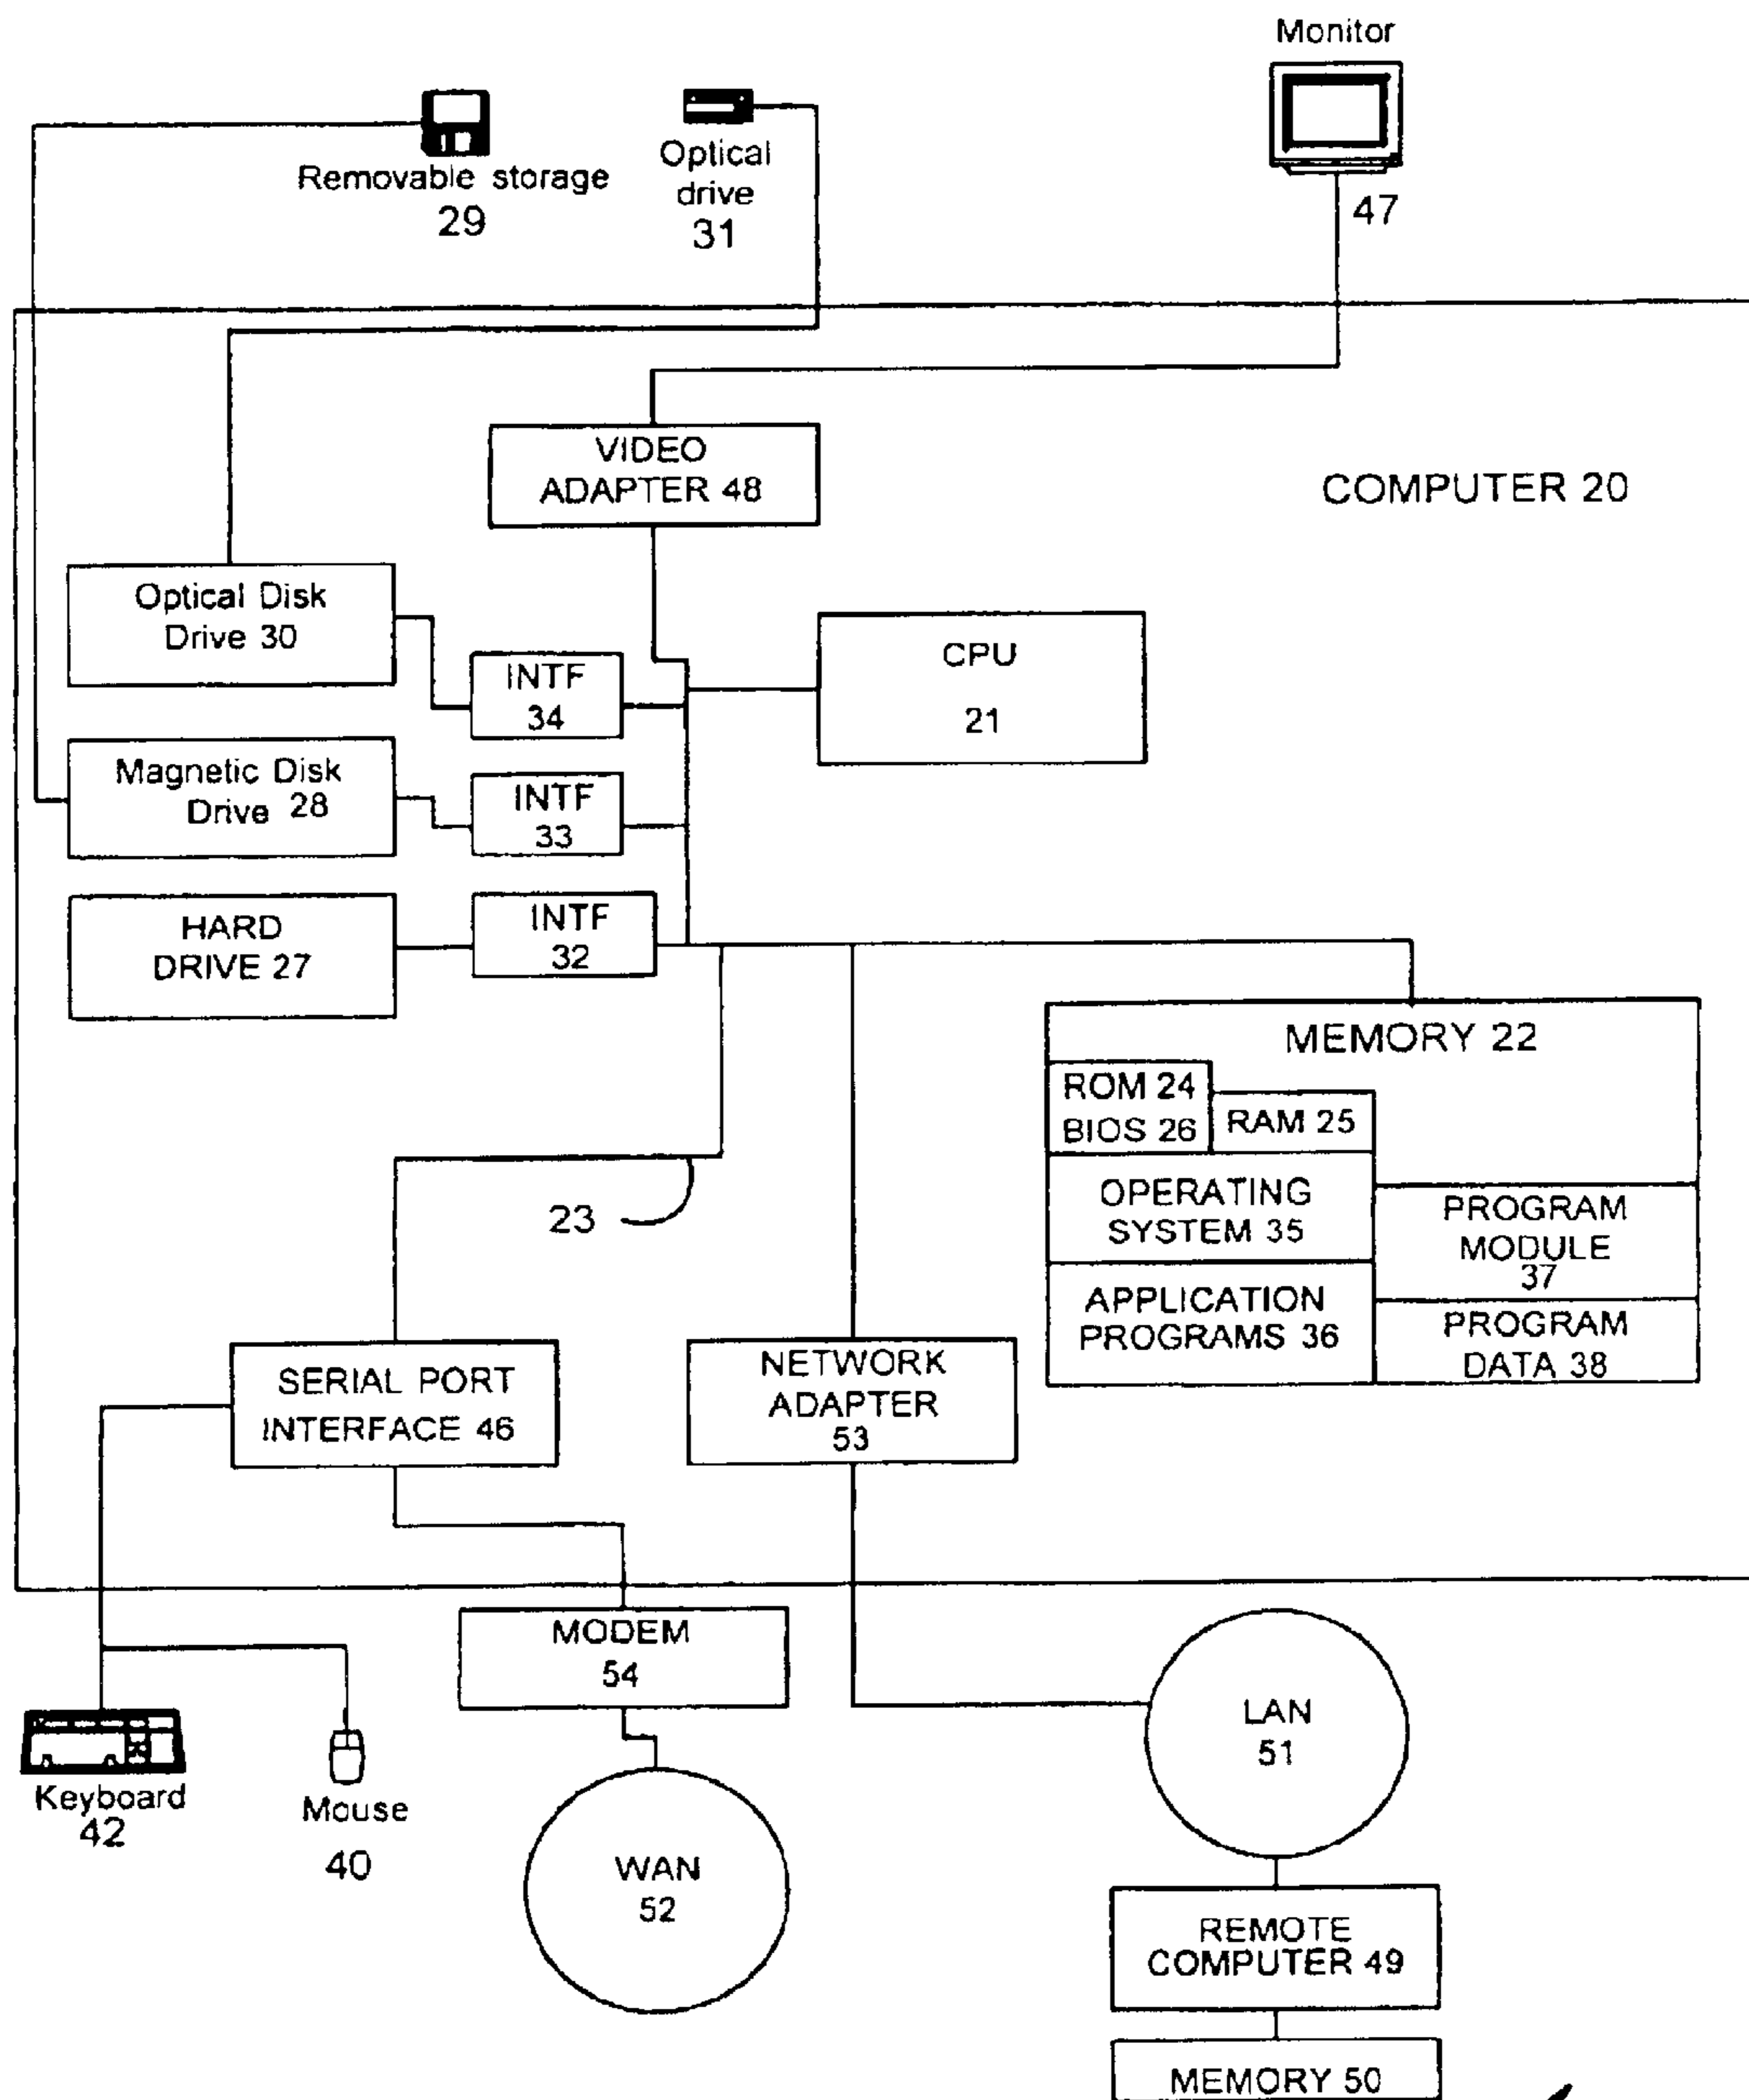 Monitor
47
Removable storage
29
Optical
drive
31
COMPUTER 20
VIDEO
ADAPTER 48
Optical Disk
Drive 30
INTF
34
CPU
21
Magnetic Disk
Drive 28
INTF
33
HARD
DRIVE 27
INTF
32
MEMORY 22
ROM 24
BIOS 26
RAM 25
OPERATING
SYSTEM 35
PROGRAM
MODULE
37
APPLICATION
PROGRAMS 36
PROGRAM
DATA 38
23
SERIAL PORT
INTERFACE 46
NETWORK
ADAPTER
53
MODEM
54
LAN
51
Keyboard
42
Mouse
40
WAN
52
REMOTE
COMPUTER 49
MEMORY 50